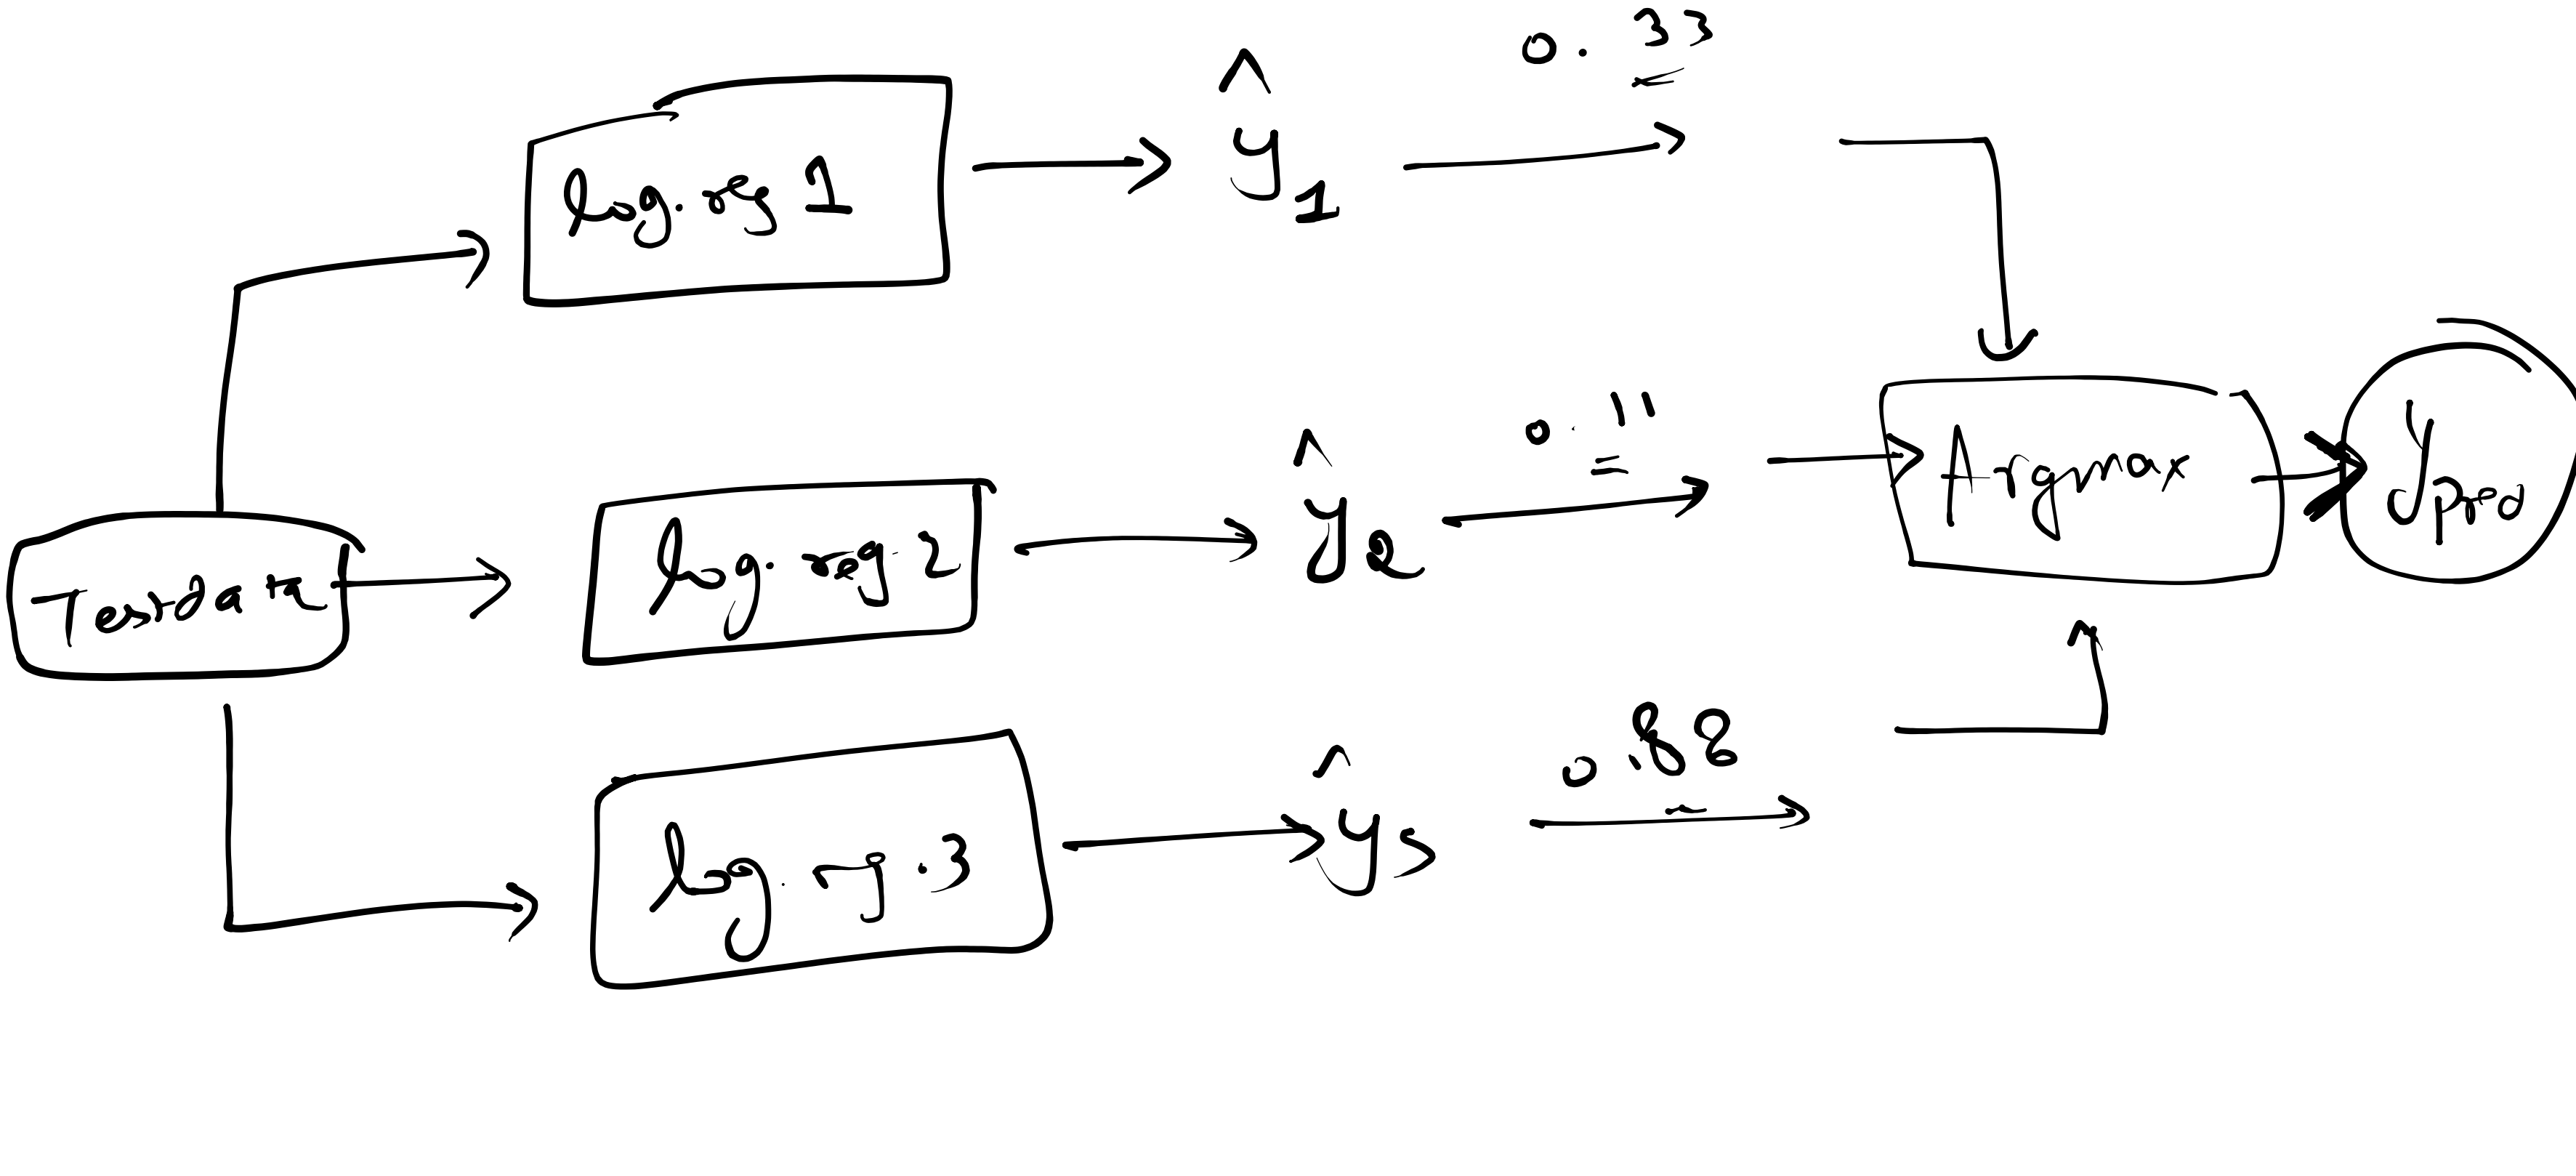 0.33
log. reg 1
ŷ1
0.11
Testdata
log. reg 2
ŷ2
Argmax
ypred
0.88
log. reg. 3
ŷ3